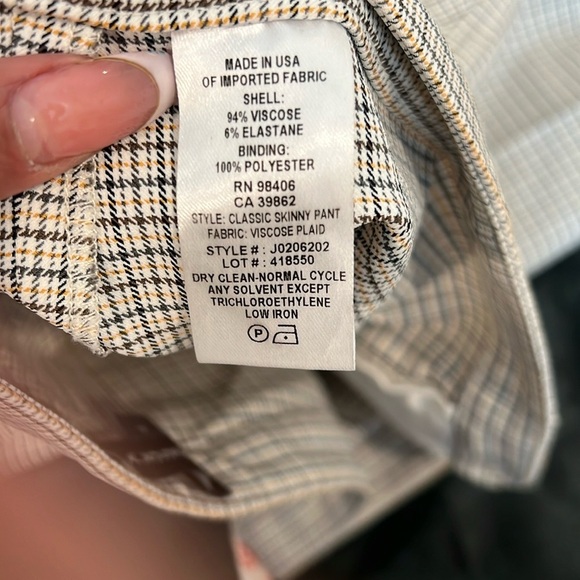 MADE IN USA
OF IMPORTED FABRIC
SHELL:
94% VISCOSE
6% ELASTANE
BINDING:
100% POLYESTER
RN 98406
CA 39862
STYLE: CLASSIC SKINNY PANT
FABRIC: VISCOSE PLAID
STYLE # : J0206202
LOT # : 418550
DRY CLEAN-NORMAL CYCLE
ANY SOLVENT EXCEPT
TRICHLOROETHYLENE
LOW IRON
P